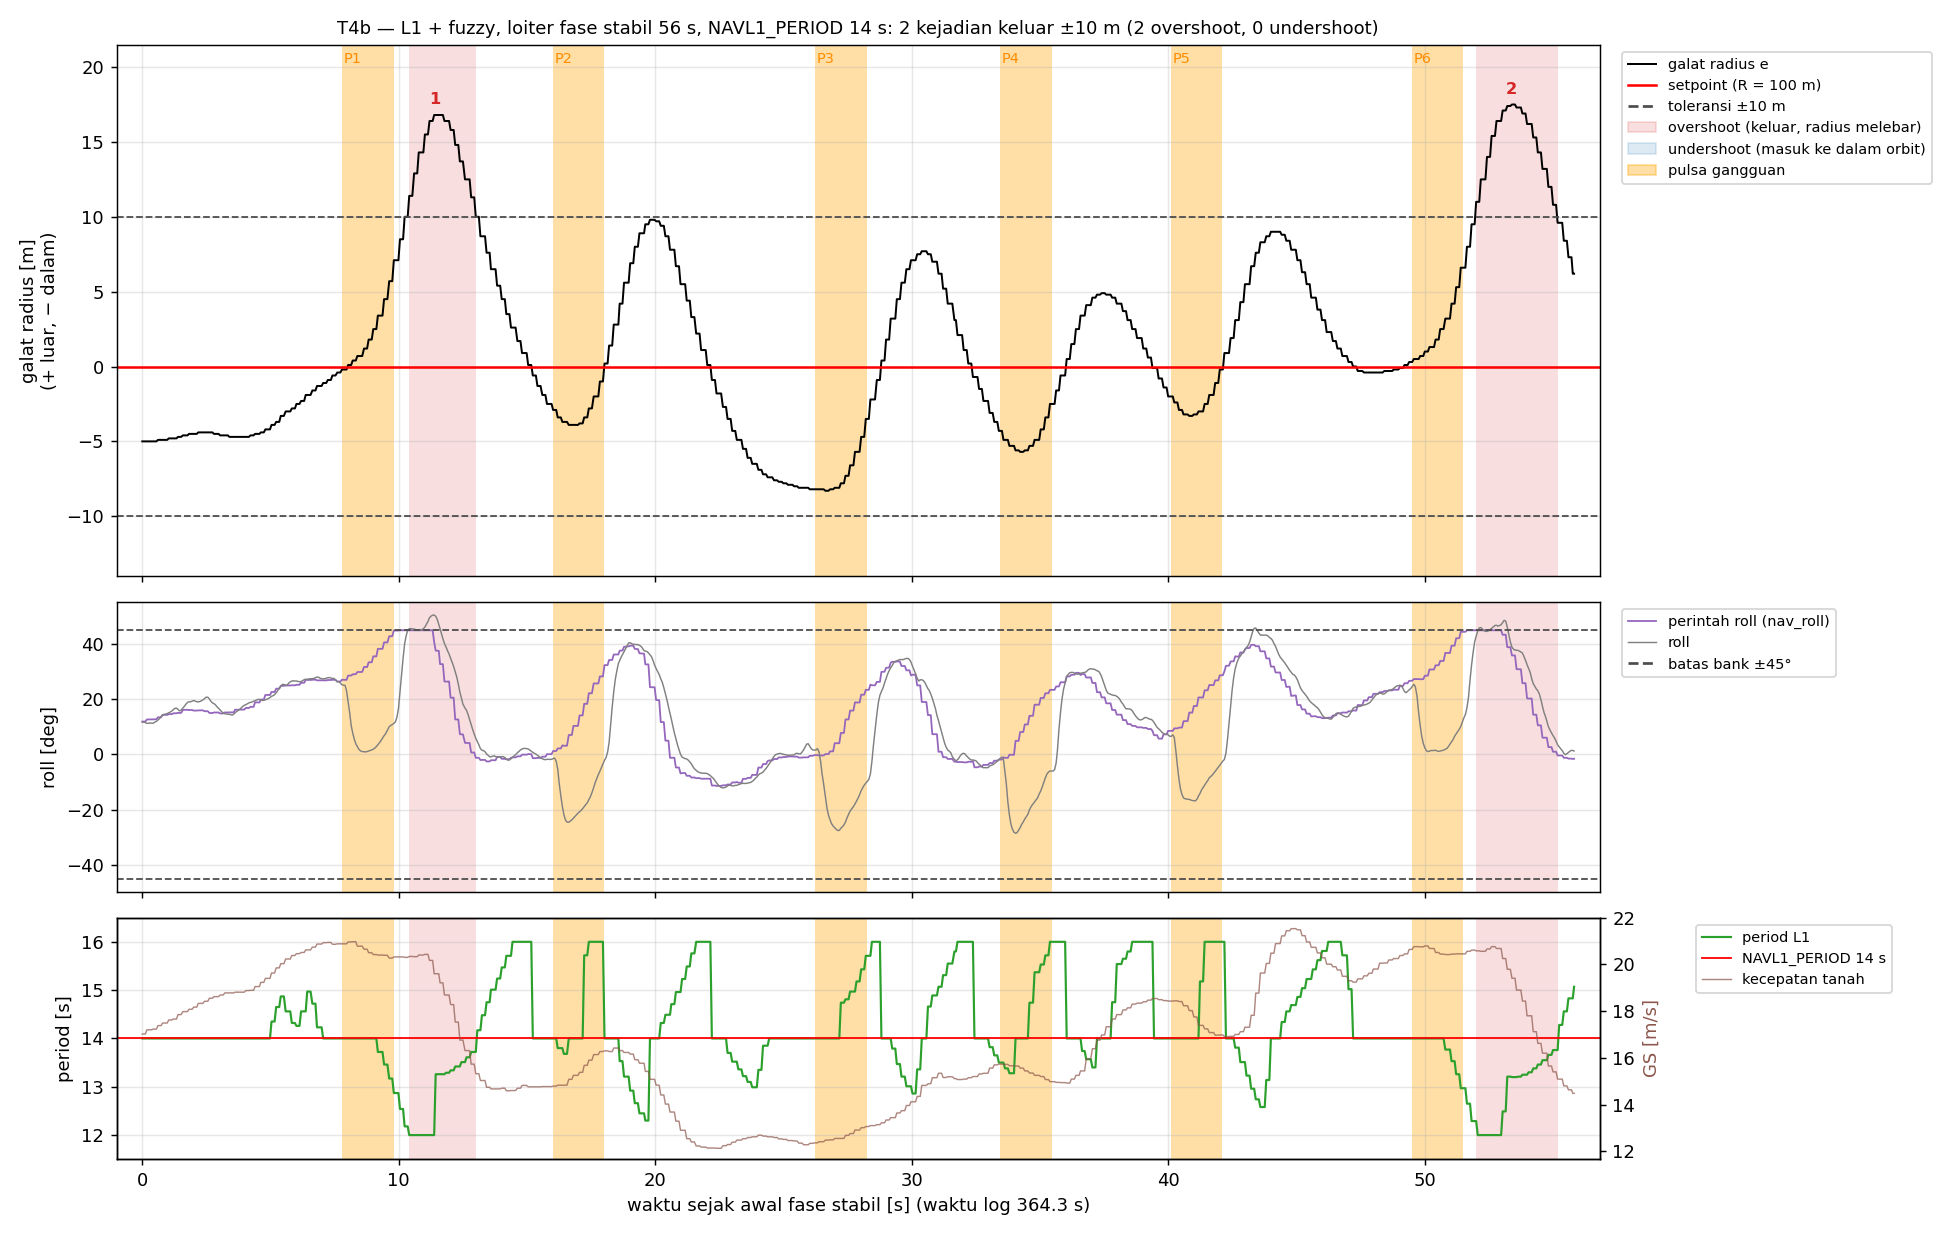 T4b — L1 + fuzzy, loiter fase stabil 56 s, NAVL1_PERIOD 14 s: 2 kejadian keluar ±10 m (2 overshoot, 0 undershoot)
P1
P2
P3
P4
P5
P6
1
2
20
15
10
5
0
−5
−10
galat radius [m]
(+ luar, − dalam)
galat radius e
setpoint (R = 100 m)
toleransi ±10 m
overshoot (keluar, radius melebar)
undershoot (masuk ke dalam orbit)
pulsa gangguan
40
20
0
−20
−40
roll [deg]
perintah roll (nav_roll)
roll
batas bank ±45°
16
15
14
13
12
period [s]
22
20
18
16
14
12
GS [m/s]
period L1
NAVL1_PERIOD 14 s
kecepatan tanah
0
10
20
30
40
50
waktu sejak awal fase stabil [s] (waktu log 364.3 s)